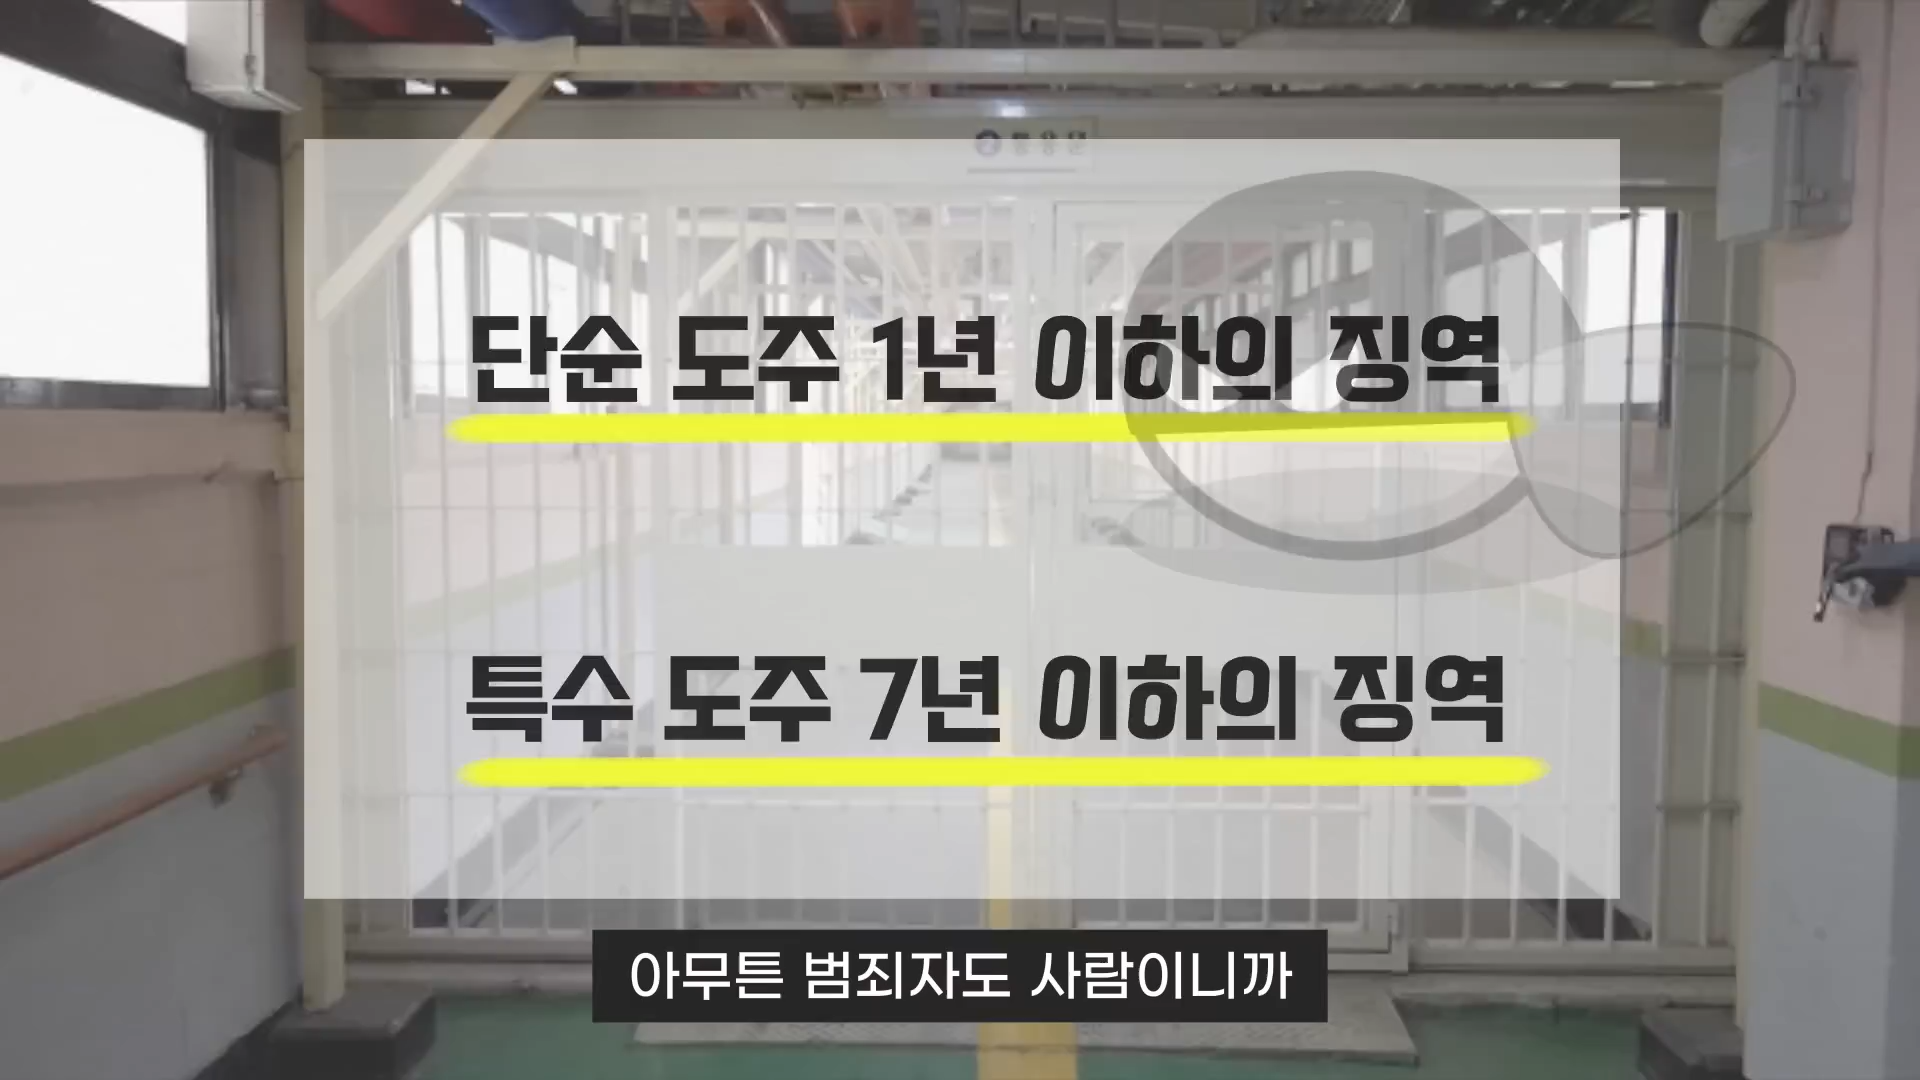 단순 도주 1년 이하의 징역
특수 도주 7년 이하의 징역
아무튼 범죄자도 사람이니까